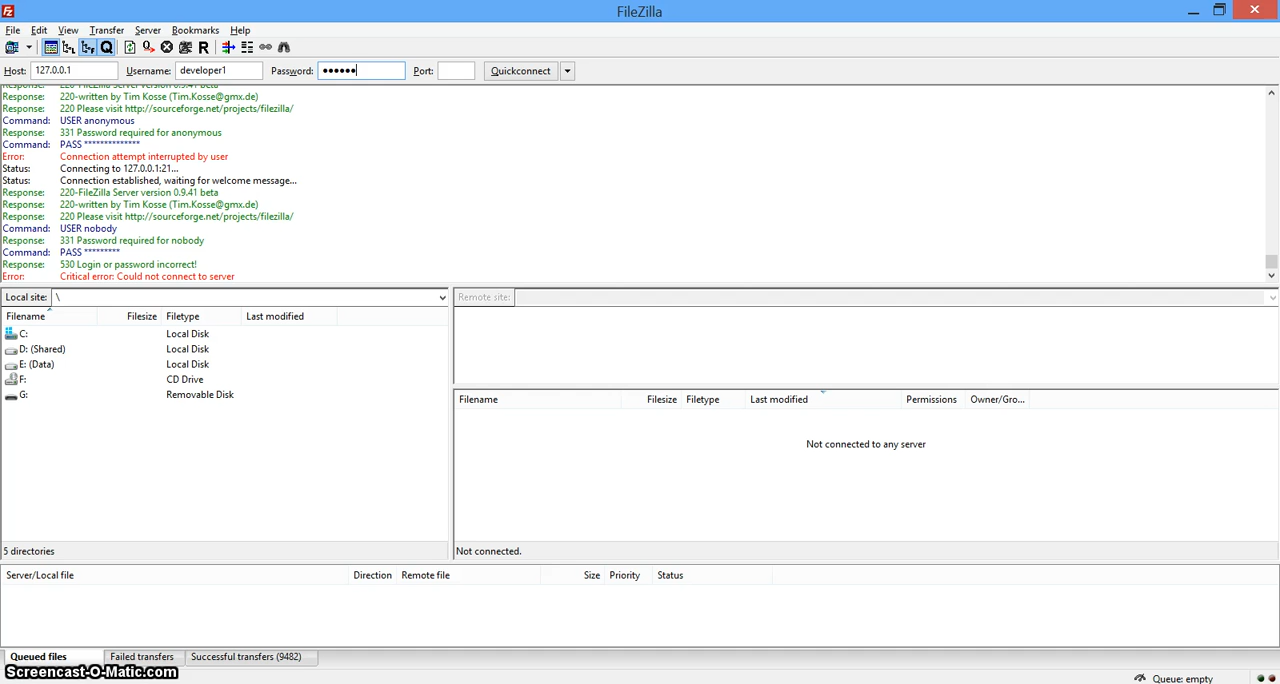 FileZilla
File Edit View Transfer Server Bookmarks Help
Host: 127.0.0.1 Username: developer1 Password: •••••• Port: Quickconnect
Response: 220-FileZilla Server version 0.9.41 beta
Response: 220-written by Tim Kosse (Tim.Kosse@gmx.de)
Response: 220 Please visit http://sourceforge.net/projects/filezilla/
Command: USER anonymous
Response: 331 Password required for anonymous
Command: PASS **************
Error: Connection attempt interrupted by user
Status: Connecting to 127.0.0.1:21...
Status: Connection established, waiting for welcome message...
Response: 220-FileZilla Server version 0.9.41 beta
Response: 220-written by Tim Kosse (Tim.Kosse@gmx.de)
Response: 220 Please visit http://sourceforge.net/projects/filezilla/
Command: USER nobody
Response: 331 Password required for nobody
Command: PASS *********
Response: 530 Login or password incorrect!
Error: Critical error: Could not connect to server
Local site: \
Filename Filesize Filetype Last modified
C: Local Disk
D: (Shared) Local Disk
E: (Data) Local Disk
F: CD Drive
G: Removable Disk
5 directories
Remote site:
Filename Filesize Filetype Last modified Permissions Owner/Gro...
Not connected to any server
Not connected.
Server/Local file Direction Remote file Size Priority Status
Queued files Failed transfers Successful transfers (9482)
Screencast-O-Matic.com
Queue: empty